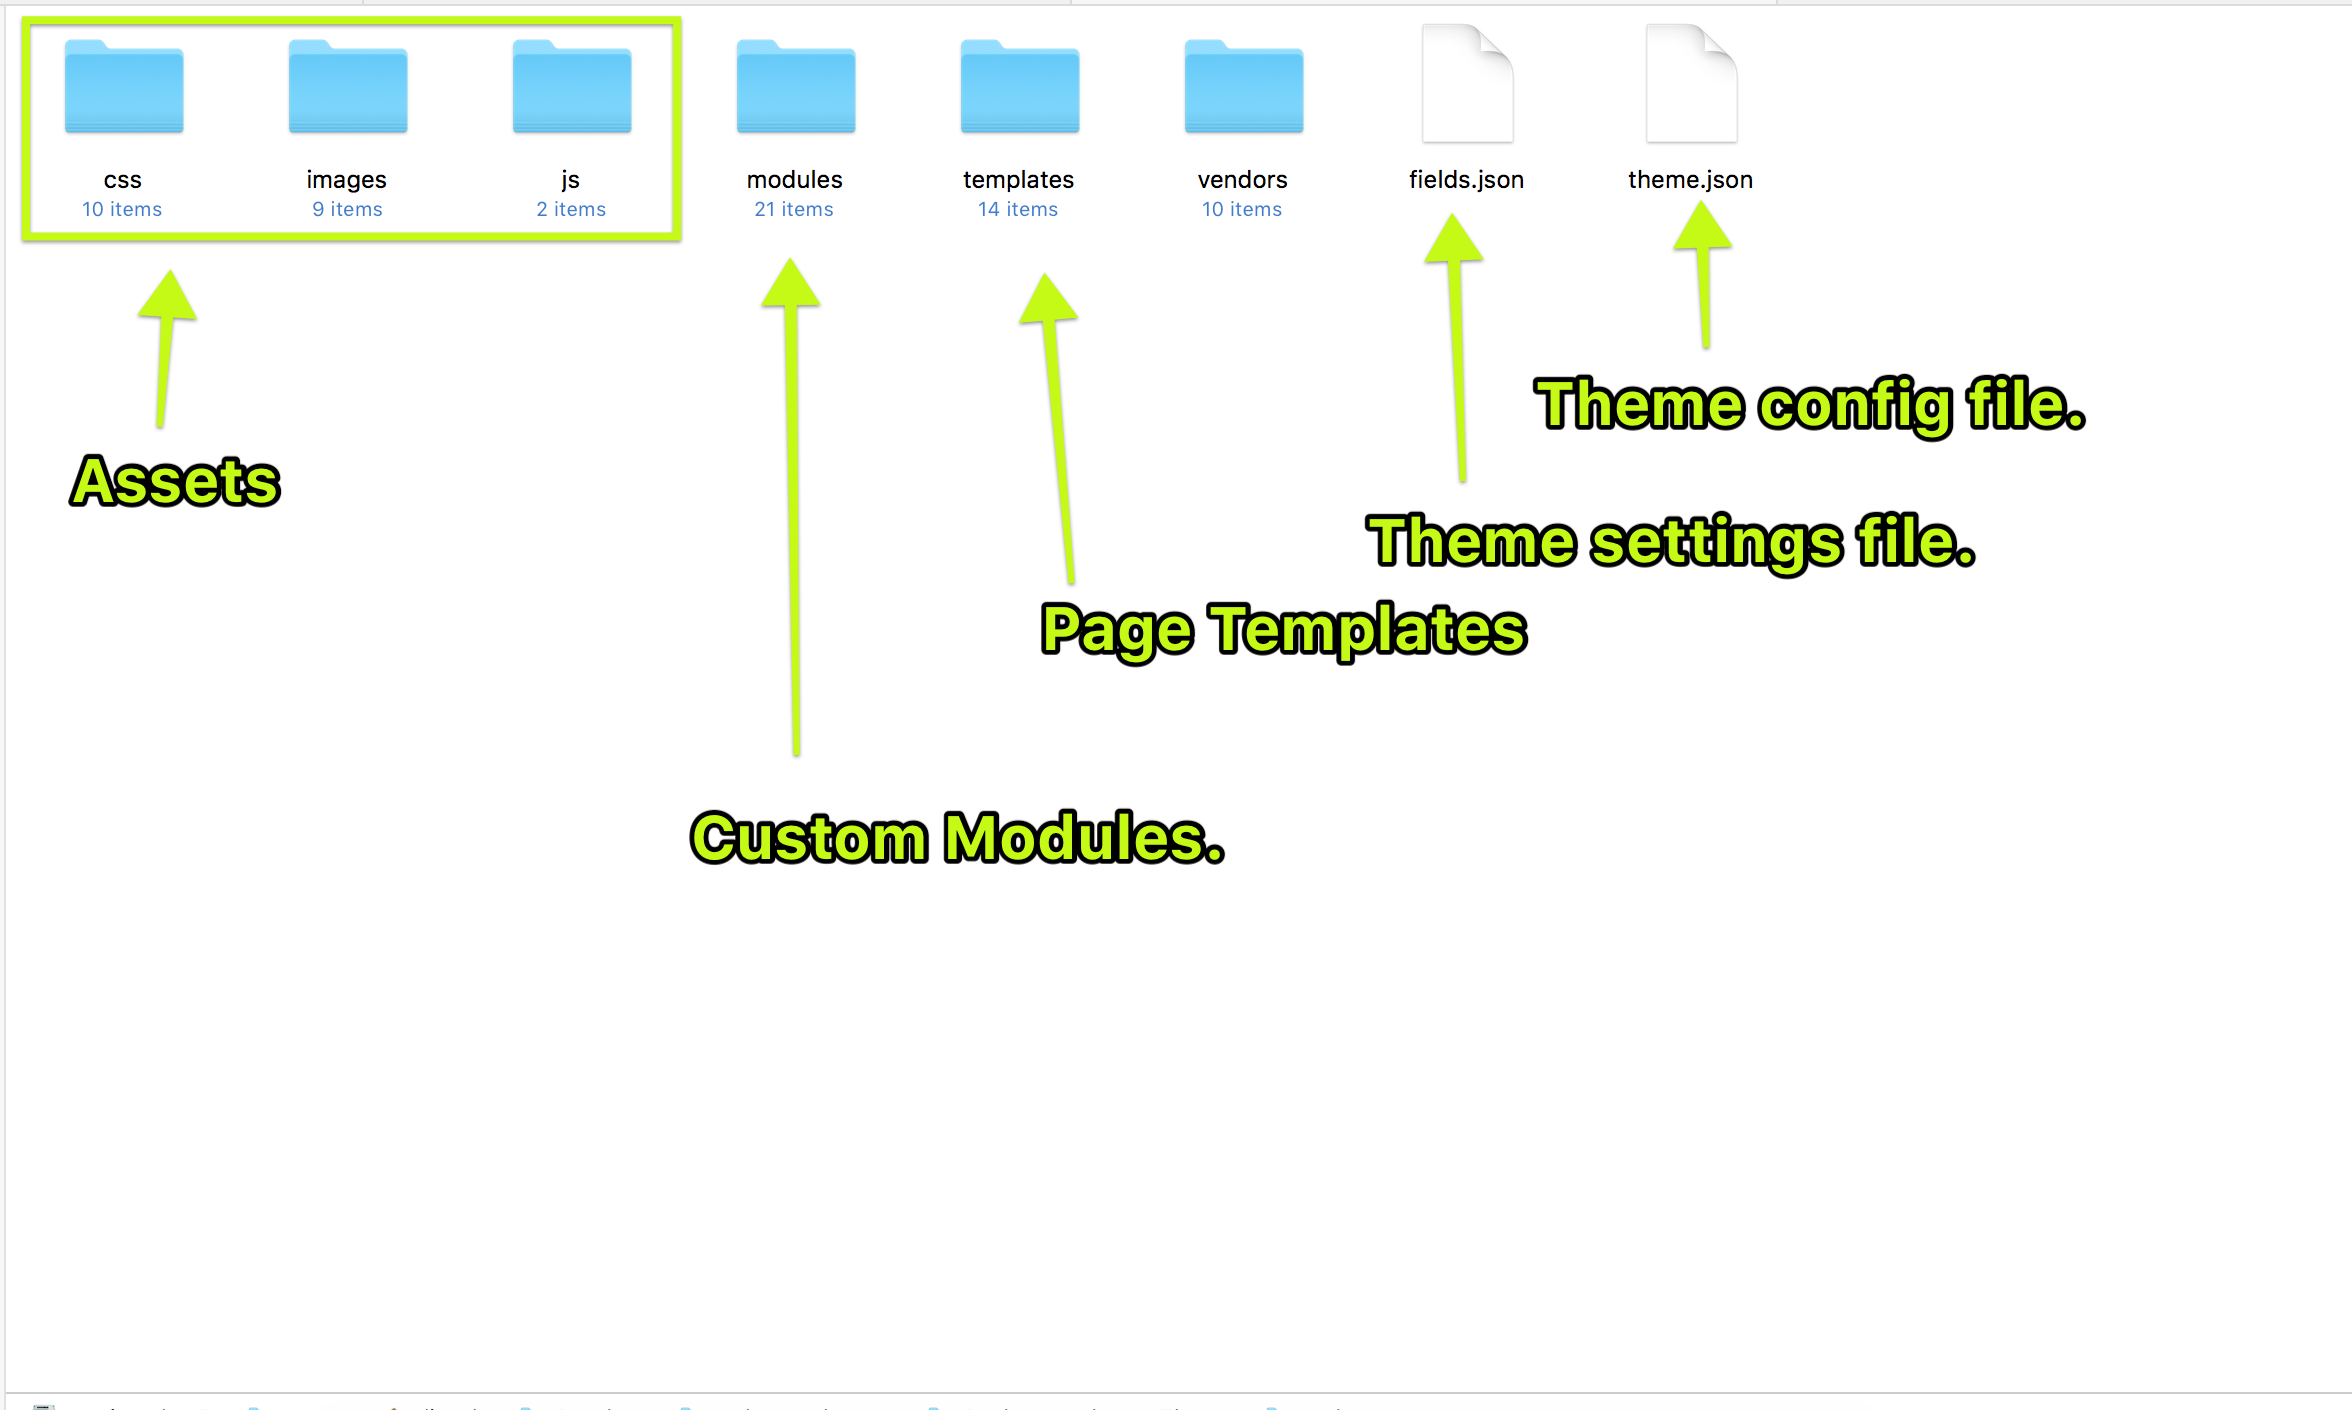 css
images
js
modules
templates
vendors
fields.json
theme.json
10 items
9 items
2 items
21 items
14 items
10 items
Theme config file.
Assets
Theme settings file.
Page Templates
Custom Modules.